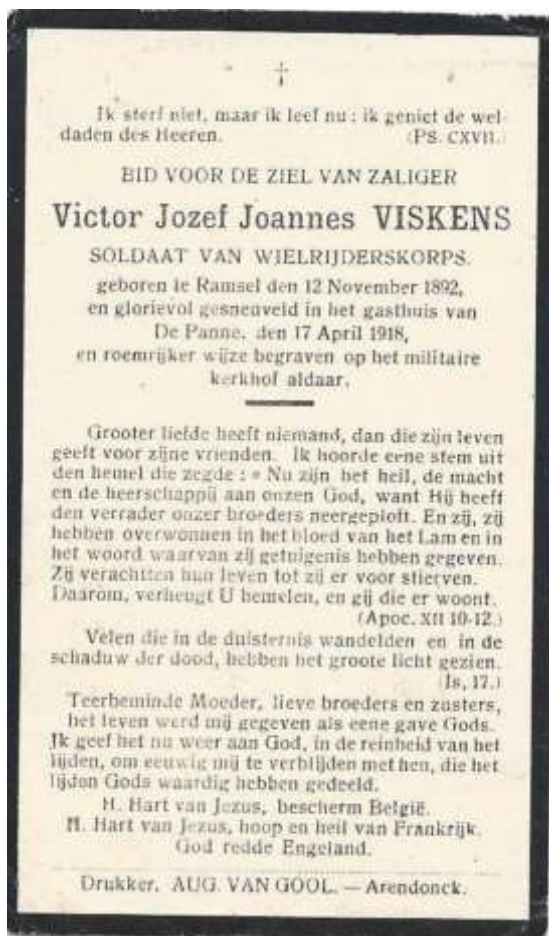 Ik sterf niet, maar ik leef nu; ik geniet de wel-
daden des Heeren. (PS. CXVII.)
BID VOOR DE ZIEL VAN ZALIGER
Victor Jozef Joannes VISKENS
SOLDAAT VAN WIELRIJDERSKORPS.
geboren te Ramsel den 12 November 1892,
en glorievol gesneuveld in het gasthuis van
De Panne, den 17 April 1918,
en roemrijker wijze begraven op het militaire
kerkhof aldaar.
Grooter liefde heeft niemand, dan die zijn leven
geeft voor zijne vrienden. Ik hoorde eene stem uit
den hemel die zegde : « Nu zijn het heil, de macht
en de heerschappij aan onzen God, want Hij heeft
den verrader onzer broeders neergeploft. En zij, zij
hebben overwonnen in het bloed van het Lam en in
het woord waarvan zij getuigenis hebben gegeven.
Zij verachtten hun leven tot zij er voor stierven.
Daarom, verheugt U hemelen, en gij die er woont.
(Apoc. XII 10-12.)
Velen die in de duisternis wandelden en in de
schaduw der dood, hebben het groote licht gezien.
(Is, 17.)
Teerbeminde Moeder, lieve broeders en zusters,
het leven werd mij gegeven als eene gave Gods.
Ik geef het nu weer aan God, in de reinheid van het
lijden, om eeuwig mij te verblijden met hen, die het
lijden Gods waardig hebben gedeeld.
H. Hart van Jezus, bescherm België.
H. Hart van Jezus, hoop en heil van Frankrijk.
God redde Engeland.
Drukker, AUG. VAN GOOL. — Arendonck.